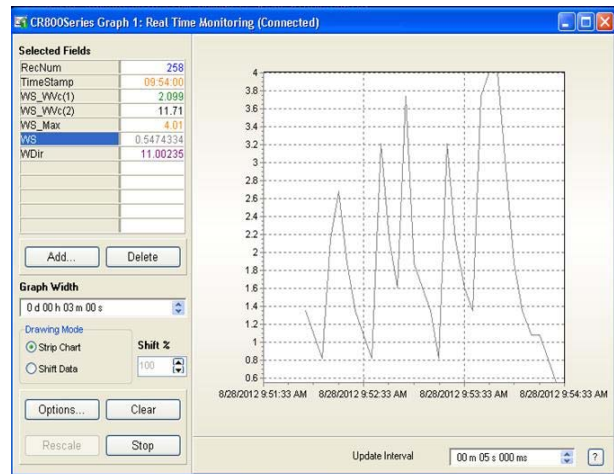 CR800Series Graph 1: Real Time Monitoring (Connected)
Selected Fields
RecNum 258
TimeStamp 09:54:00
WS_WVc(1) 2.099
WS_WVc(2) 11.71
WS_Max 4.01
WS 0.5474334
WDir 11.00235
Add... Delete
Graph Width
0 d 00 h 03 m 00 s
Drawing Mode
Strip Chart
Shift Data
Shift %
100
Options... Clear
Rescale Stop
4
3.8
3.6
3.4
3.2
3
2.8
2.6
2.4
2.2
2
1.8
1.6
1.4
1.2
1
0.8
0.6
8/28/2012 9:51:33 AM 8/28/2012 9:52:33 AM 8/28/2012 9:53:33 AM 8/28/2012 9:54:33 AM
Update Interval 00 m 05 s 000 ms ?